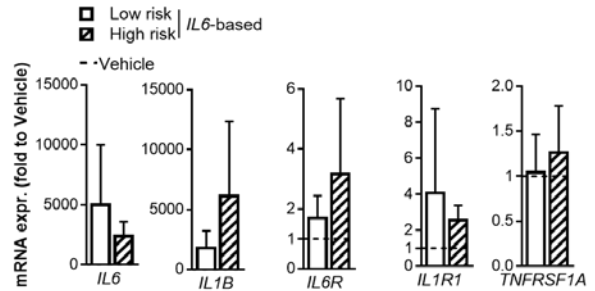 Low risk
High risk
IL6-based
Vehicle
mRNA expr. (fold to Vehicle)
15000
10000
5000
0
IL6
15000
10000
5000
0
IL1B
6
4
2
1
0
IL6R
10
8
6
4
2
1
0
IL1R1
2.0
1.5
1.0
0.5
0.0
TNFRSF1A